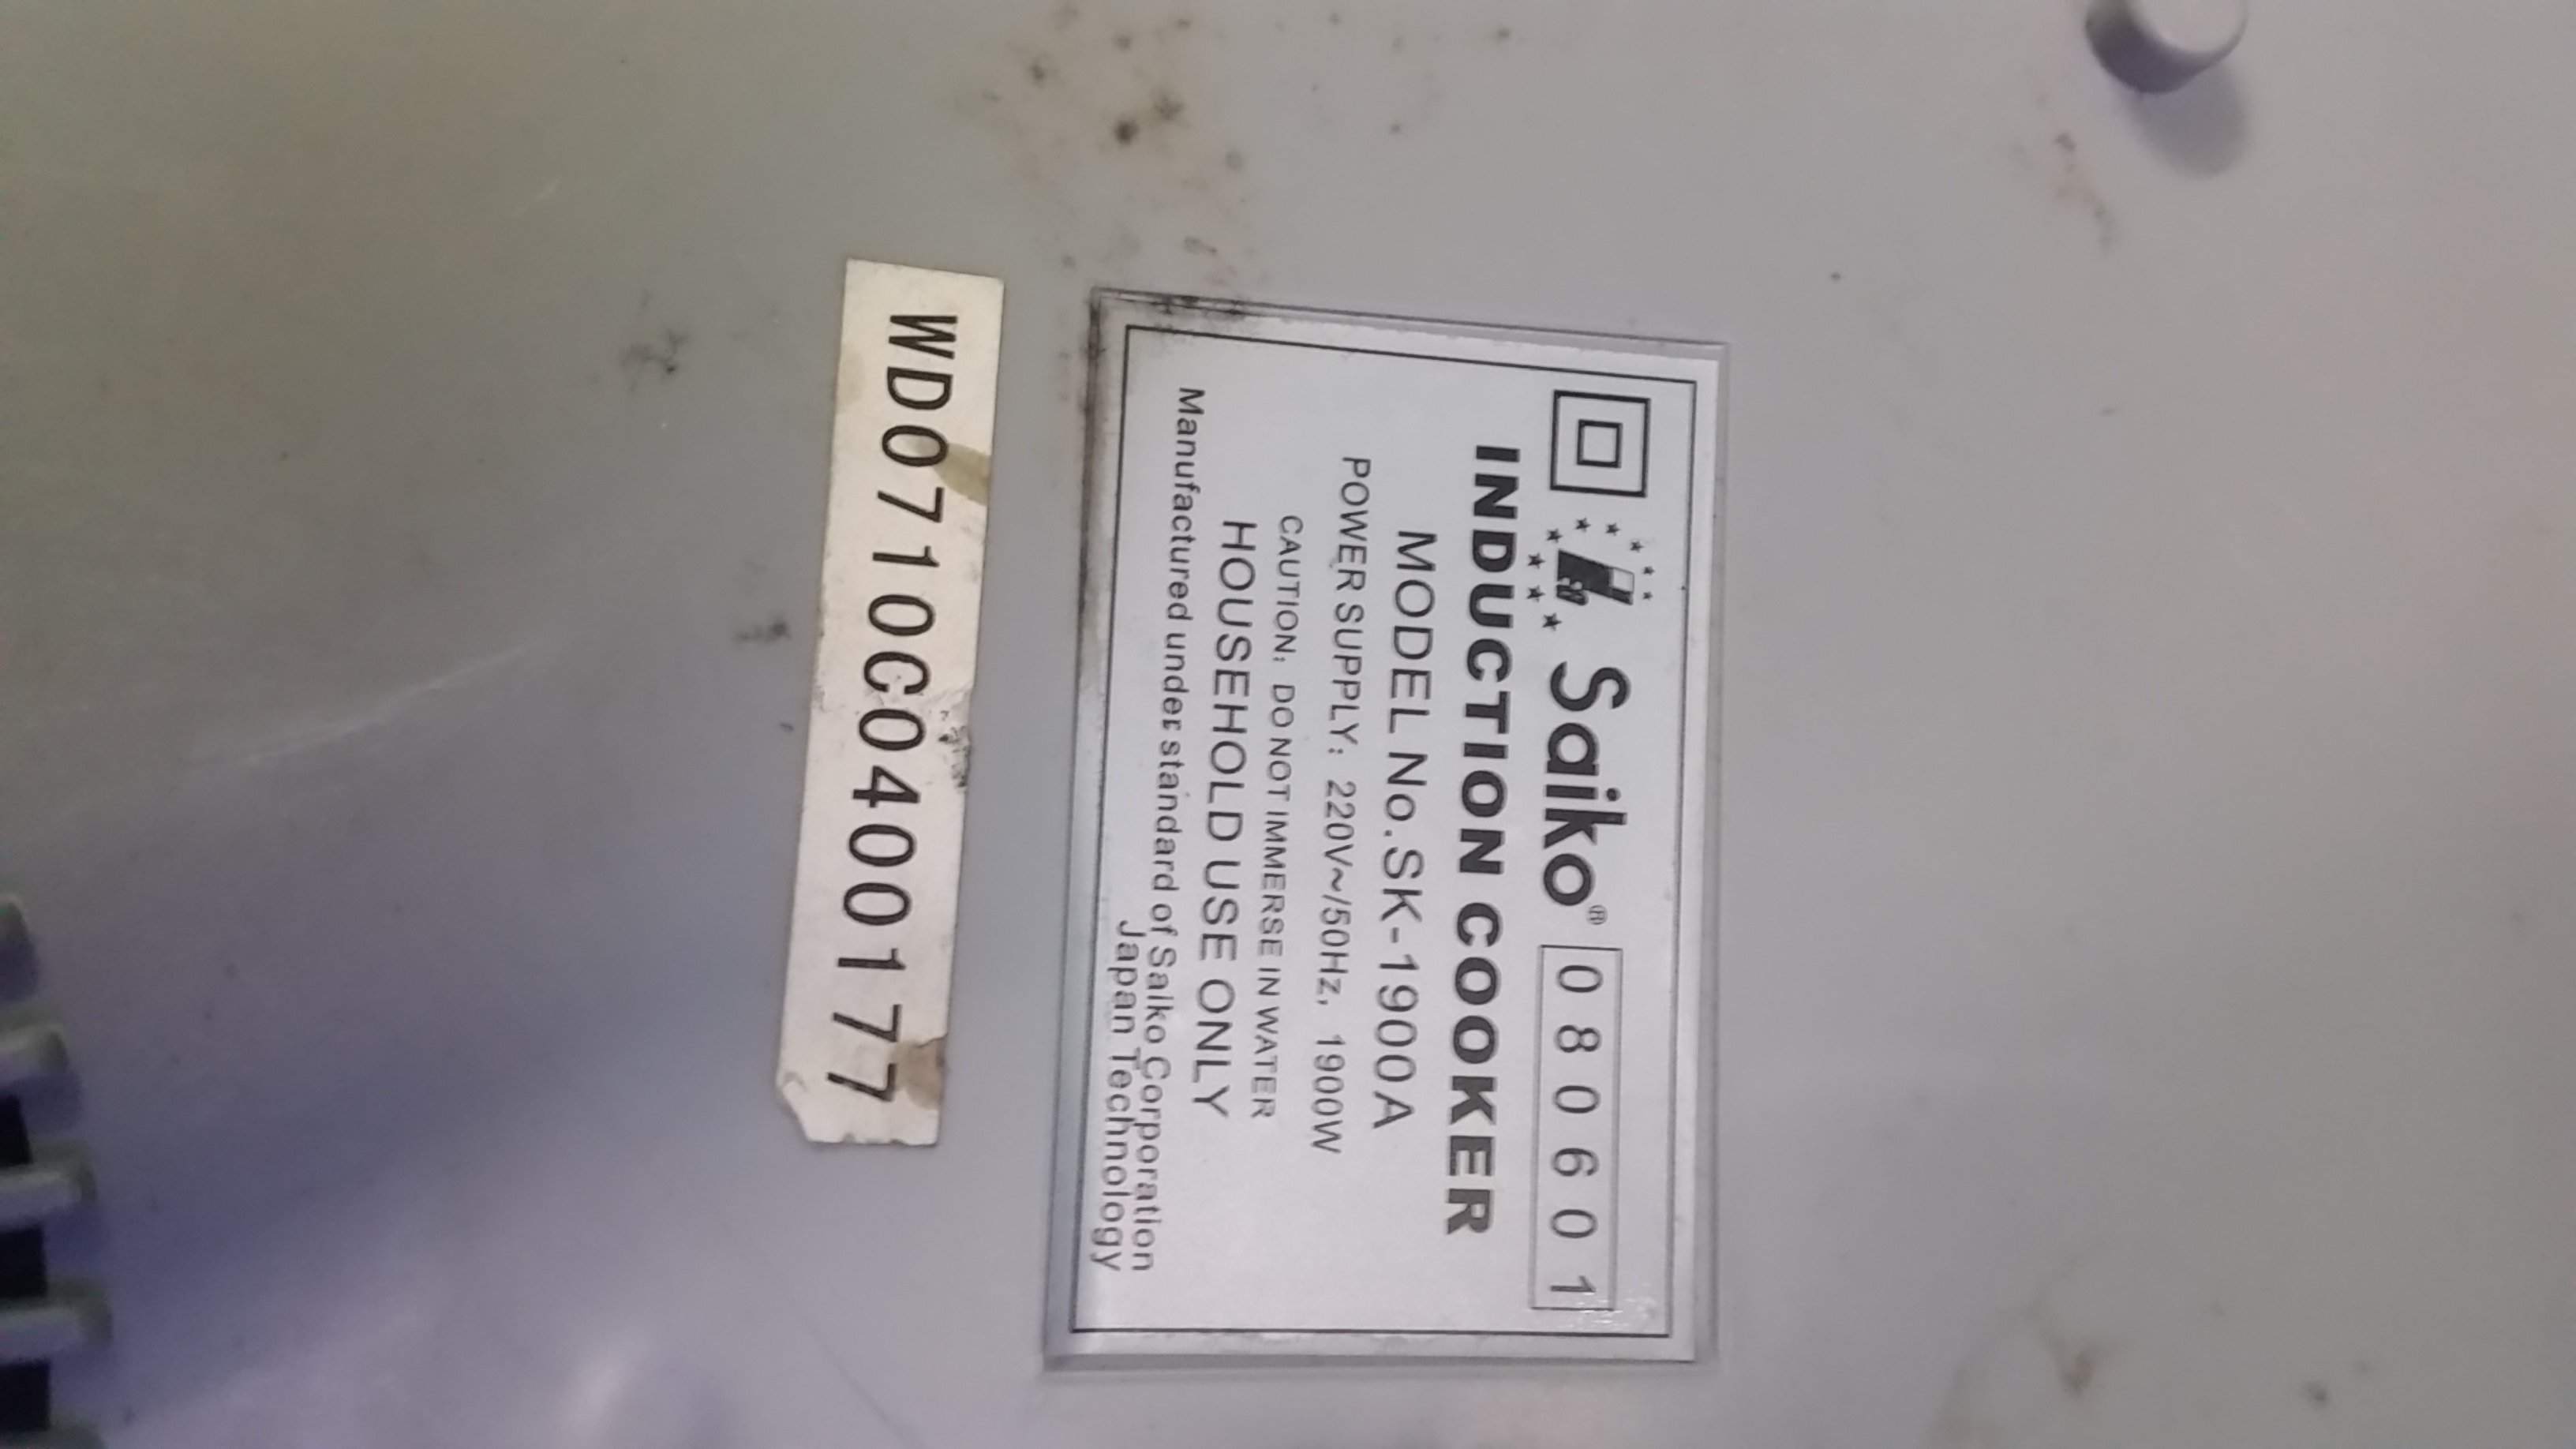 Saiko® 080601
INDUCTION COOKER
MODEL No.SK-1900A
POWER SUPPLY: 220V~/50Hz, 1900W
CAUTION: DO NOT IMMERSE IN WATER
HOUSEHOLD USE ONLY
Manufactured under standard of Saiko Corporation
Japan Technology
WD0710C0400177